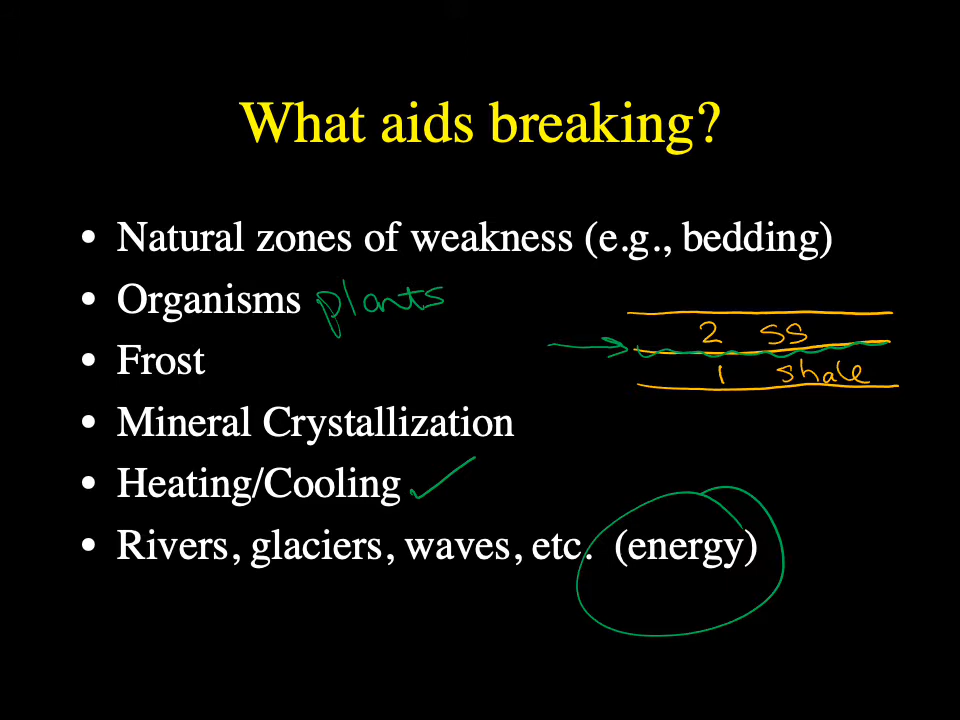 What aids breaking?
• Natural zones of weakness (e.g., bedding)
• Organisms plants
2 SS
• Frost
1 shale
• Mineral Crystallization
• Heating/Cooling ✓
• Rivers, glaciers, waves, etc. (energy)